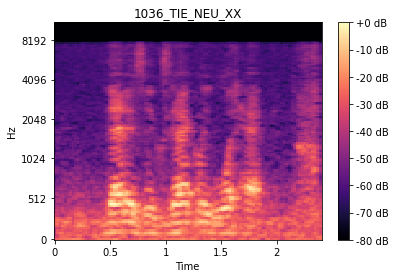 1036_TIE_NEU_XX
Hz
8192
4096
2048
1024
512
0
0
0.5
1
1.5
2
Time
+0 dB
-10 dB
-20 dB
-30 dB
-40 dB
-50 dB
-60 dB
-70 dB
-80 dB